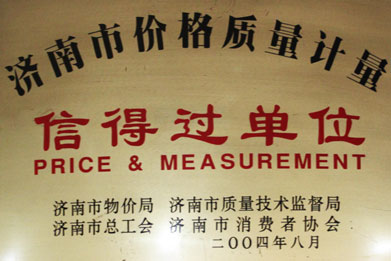 济南市价格质量计量
信得过单位
PRICE & MEASUREMENT
济南市物价局 济南市质量技术监督局
济南市总工会 济南市消费者协会
二〇〇四年八月